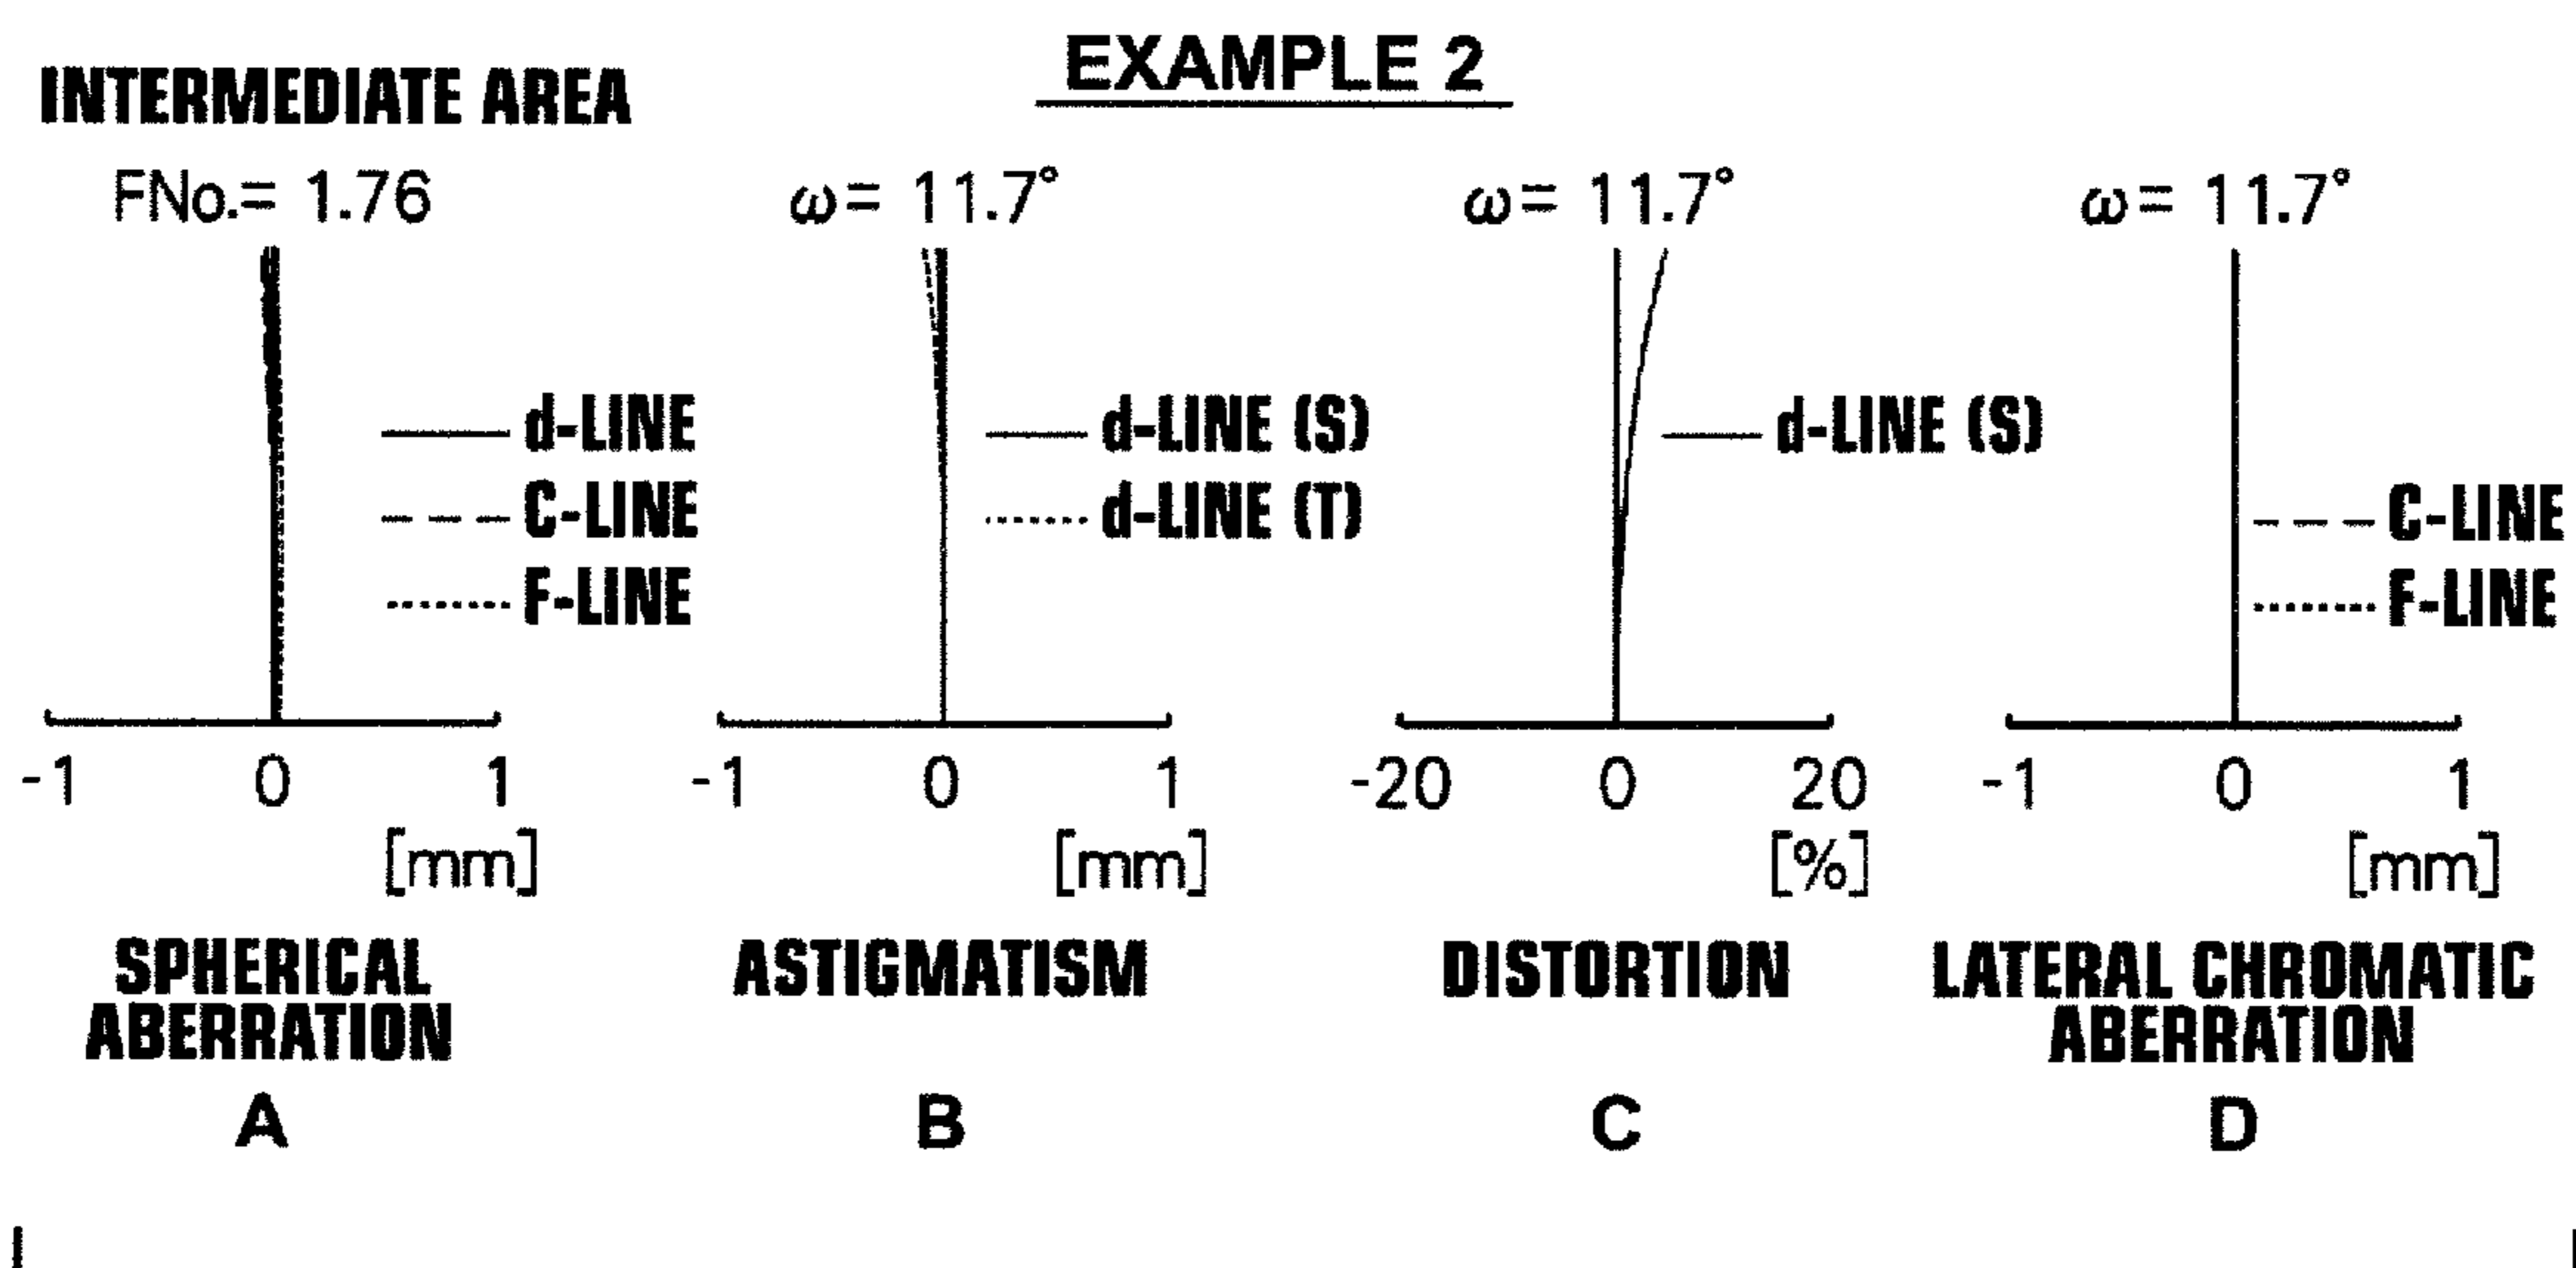 EXAMPLE 2
INTERMEDIATE AREA
FNo.= 1.76
ω= 11.7°
ω= 11.7°
ω= 11.7°
d-LINE
C-LINE
F-LINE
d-LINE (S)
d-LINE (T)
d-LINE (S)
C-LINE
F-LINE
-1 0 1
[mm]
-1 0 1
[mm]
-20 0 20
[%]
-1 0 1
[mm]
SPHERICAL
ABERRATION
ASTIGMATISM
DISTORTION
LATERAL CHROMATIC
ABERRATION
A
B
C
D